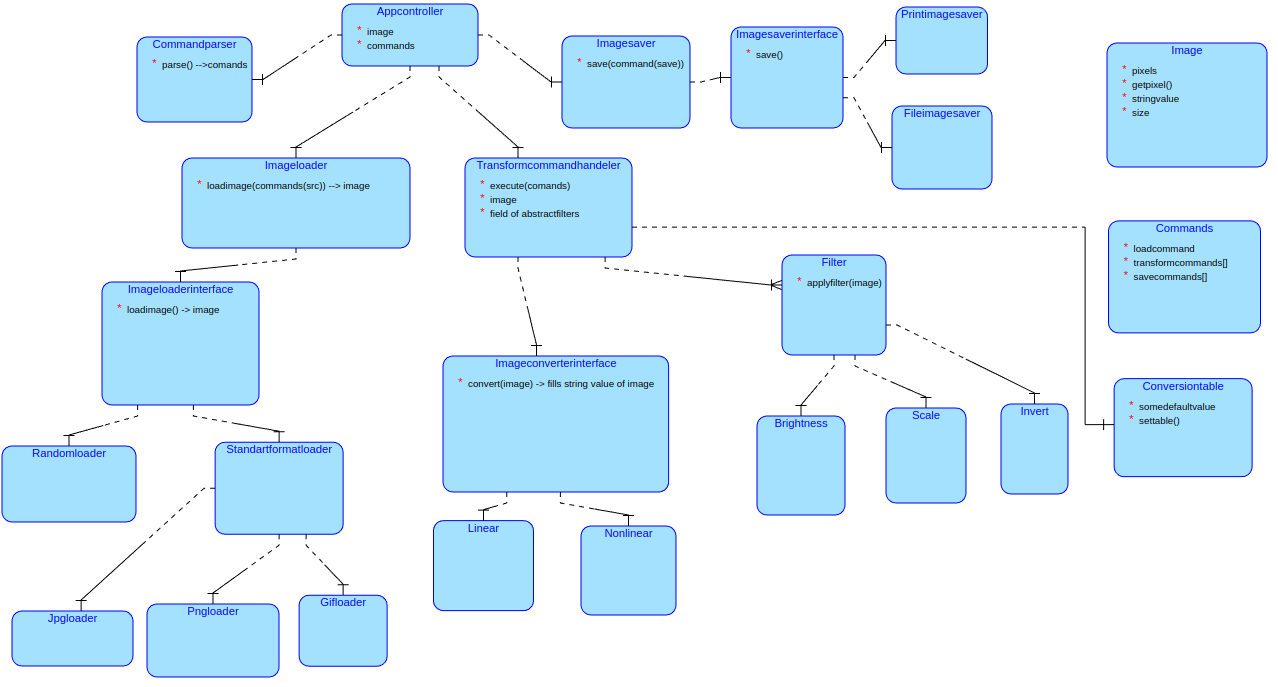 Appcontroller
* image
* commands
Commandparser
* parse() -->comands
Imagesaver
* save(command(save))
Imagesaverinterface
* save()
Printimagesaver
Fileimagesaver
Image
* pixels
* getpixel()
* stringvalue
* size
Imageloader
* loadimage(commands(src)) --> image
Transformcommandhandeler
* execute(comands)
* image
* field of abstractfilters
Commands
* loadcommand
* transformcommands[]
* savecommands[]
Imageloaderinterface
* loadimage() -> image
Filter
* applyfilter(image)
Imageconverterinterface
* convert(image) -> fills string value of image
Conversiontable
* somedefaultvalue
* settable()
Brightness
Scale
Invert
Randomloader
Standartformatloader
Linear
Nonlinear
Jpgloader
Pngloader
Gifloader